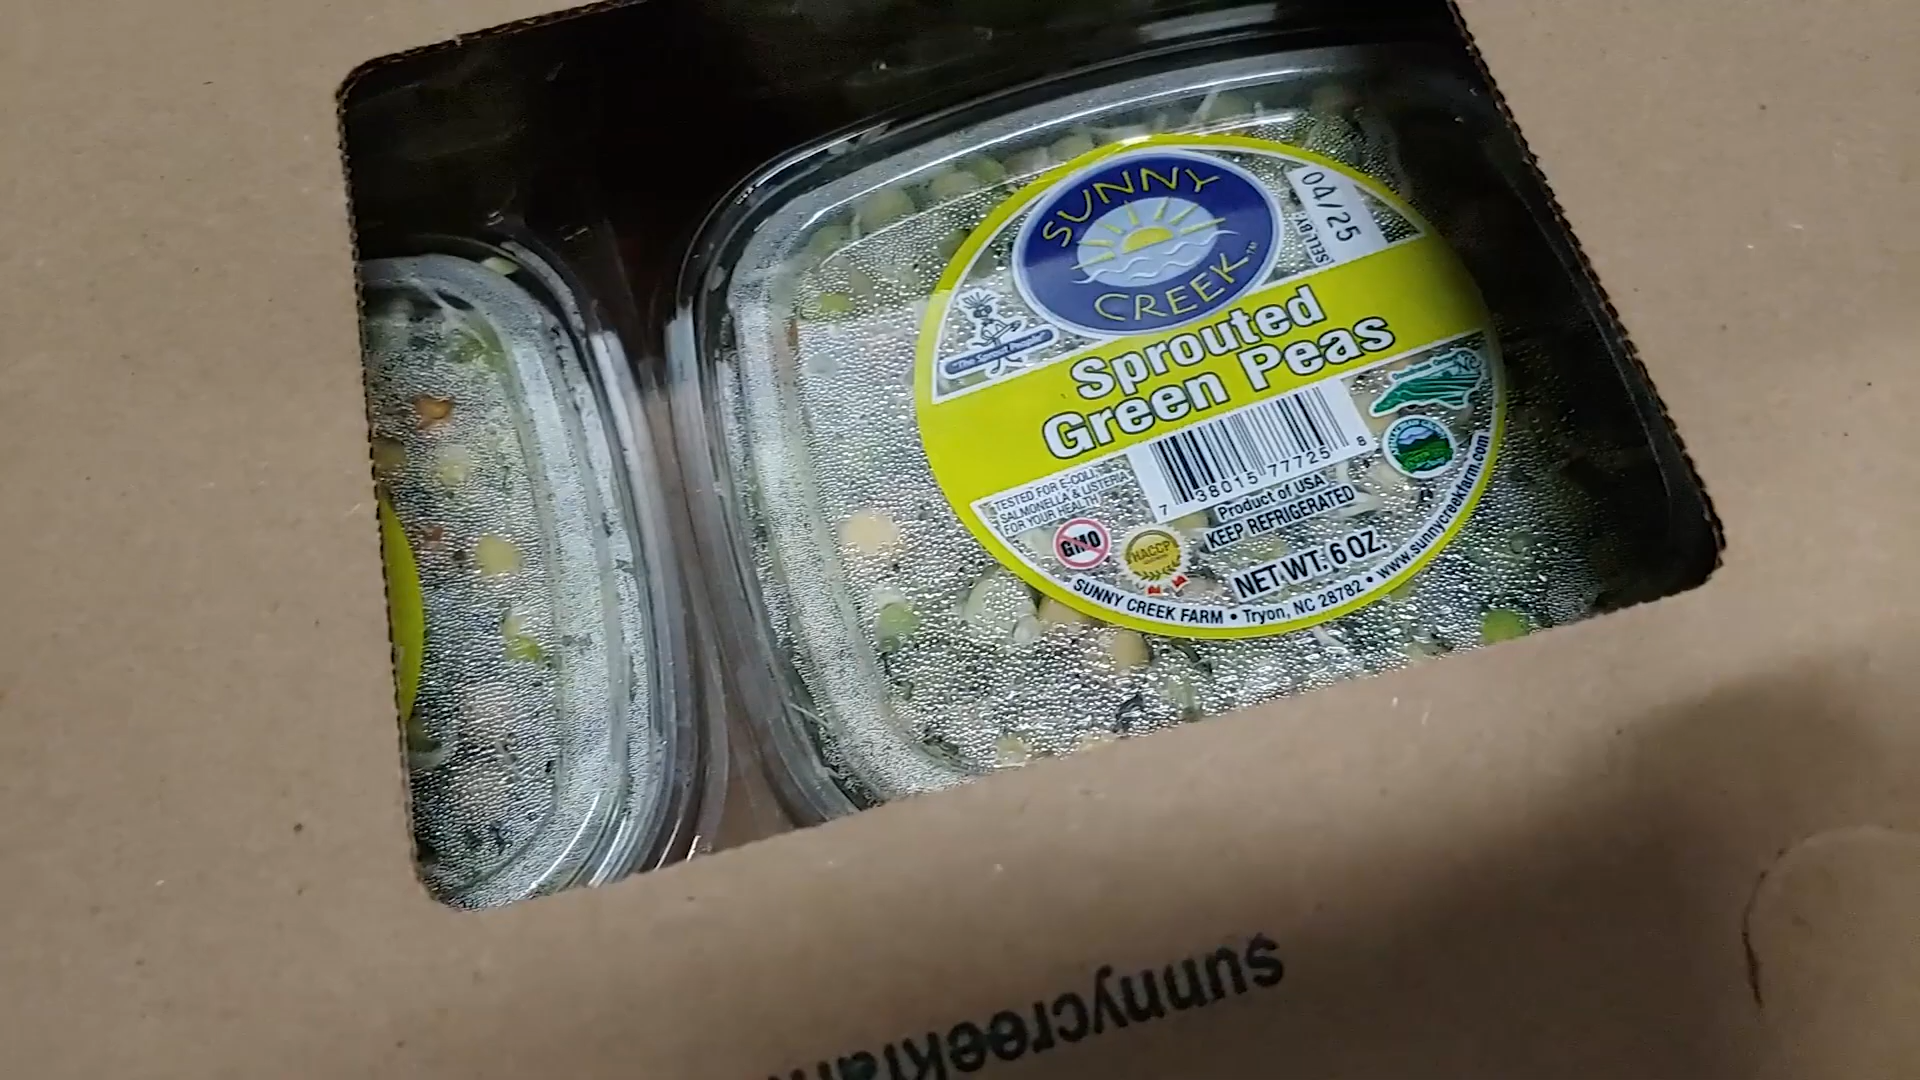 SUNNY
CREEK™
04/25
SELL BY:
"The Sprout People"
Sprouted
Green Peas
7 38015 77725 8
TESTED FOR E-COLI,
SALMONELLA & LISTERIA
FOR YOUR HEALTH
Product of USA
KEEP REFRIGERATED
GMO
HACCP
NET WT. 6 OZ.
SUNNY CREEK FARM • Tryon, NC 28782 • www.sunnycreekfarm.com
sunnycreekfarm